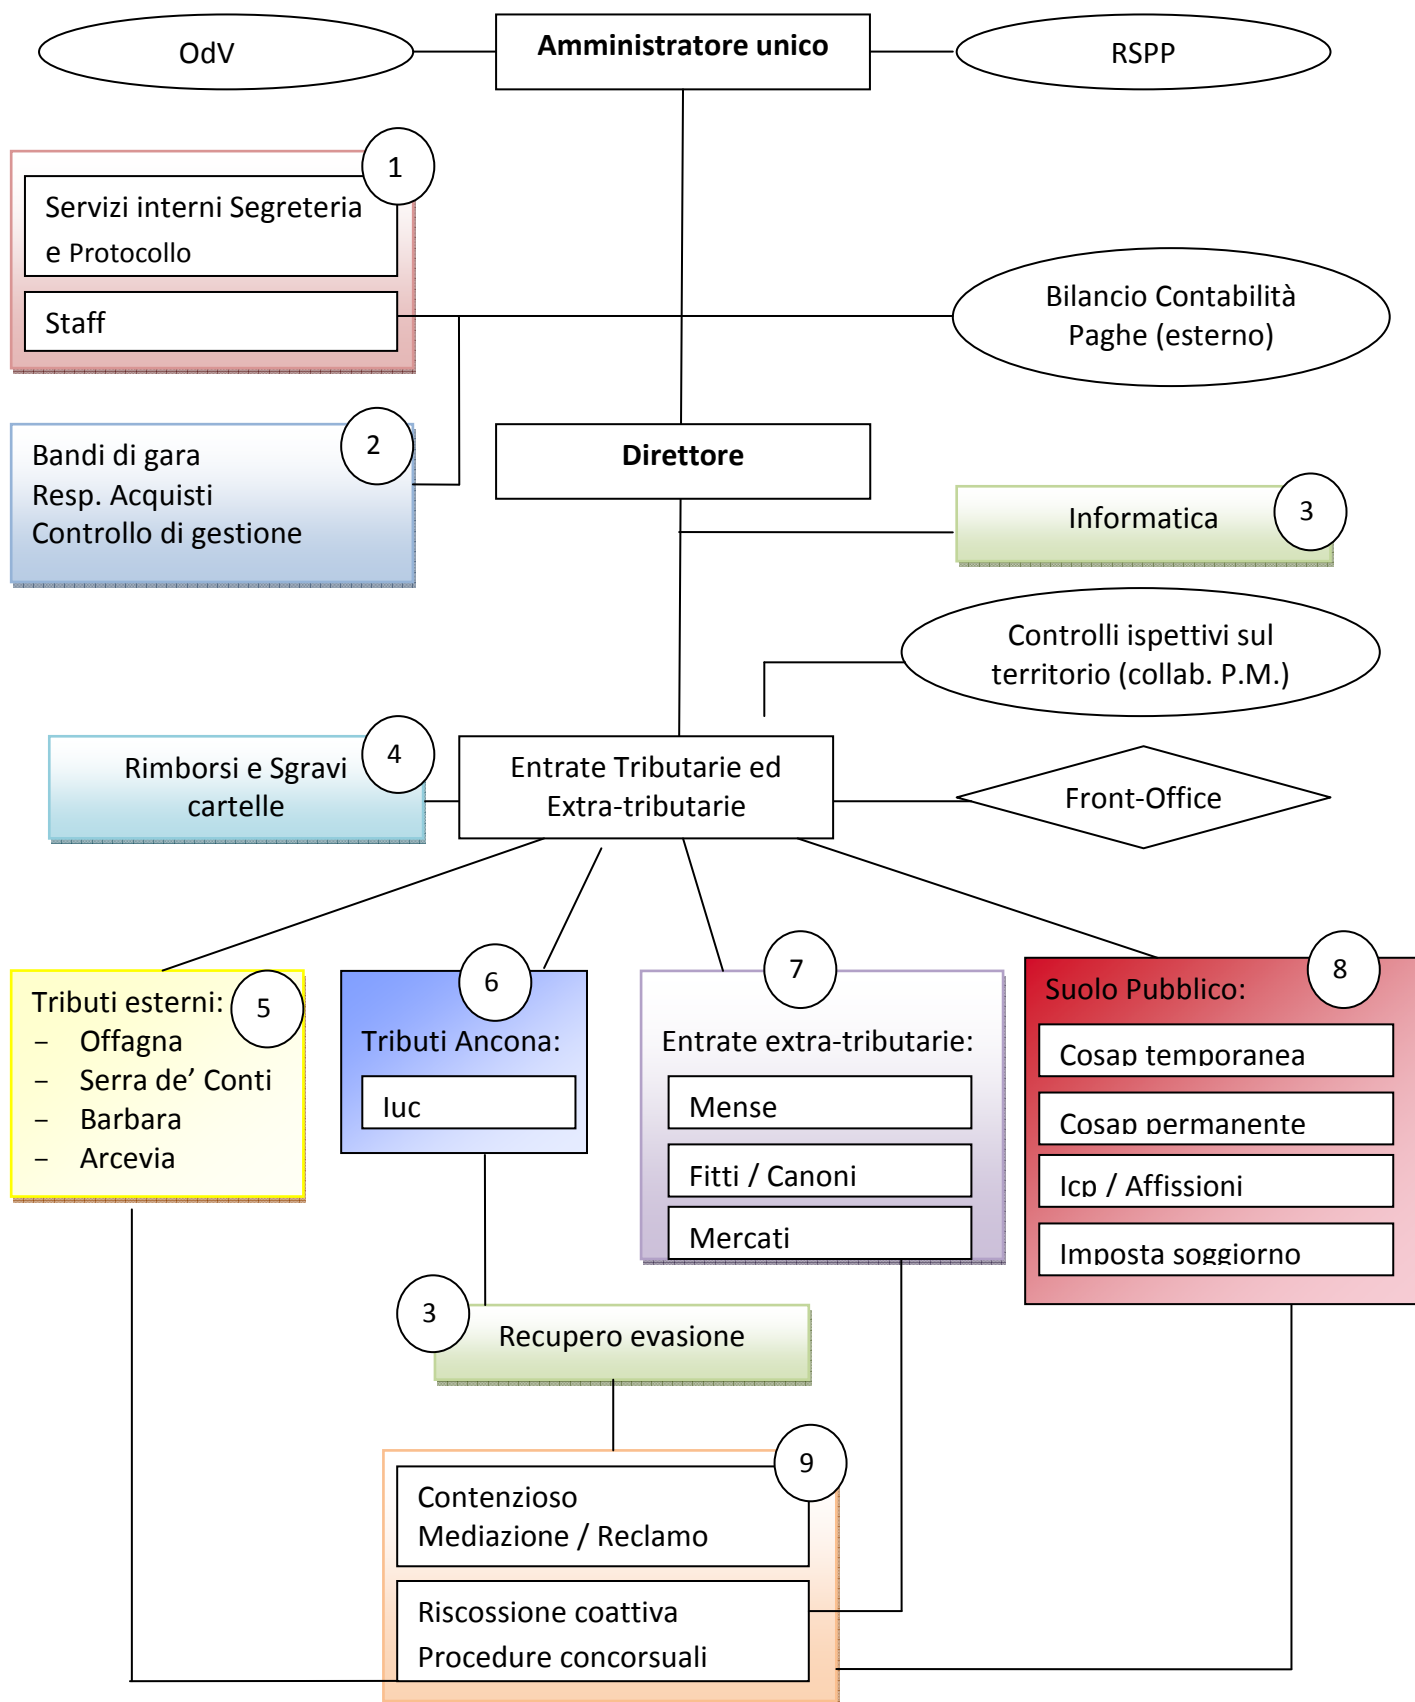 OdV
Amministratore unico
RSPP
1
Servizi interni Segreteria
e Protocollo
Staff
Bilancio Contabilità
Paghe (esterno)
2
Bandi di gara
Resp. Acquisti
Controllo di gestione
Direttore
Informatica
3
Controlli ispettivi sul
territorio (collab. P.M.)
Rimborsi e Sgravi
cartelle
4
Entrate Tributarie ed
Extra-tributarie
Front-Office
Tributi esterni:
5
- Offagna
- Serra de’ Conti
- Barbara
- Arcevia
6
Tributi Ancona:
Iuc
7
Entrate extra-tributarie:
Mense
Fitti / Canoni
Mercati
8
Suolo Pubblico:
Cosap temporanea
Cosap permanente
Icp / Affissioni
Imposta soggiorno
3
Recupero evasione
9
Contenzioso
Mediazione / Reclamo
Riscossione coattiva
Procedure concorsuali